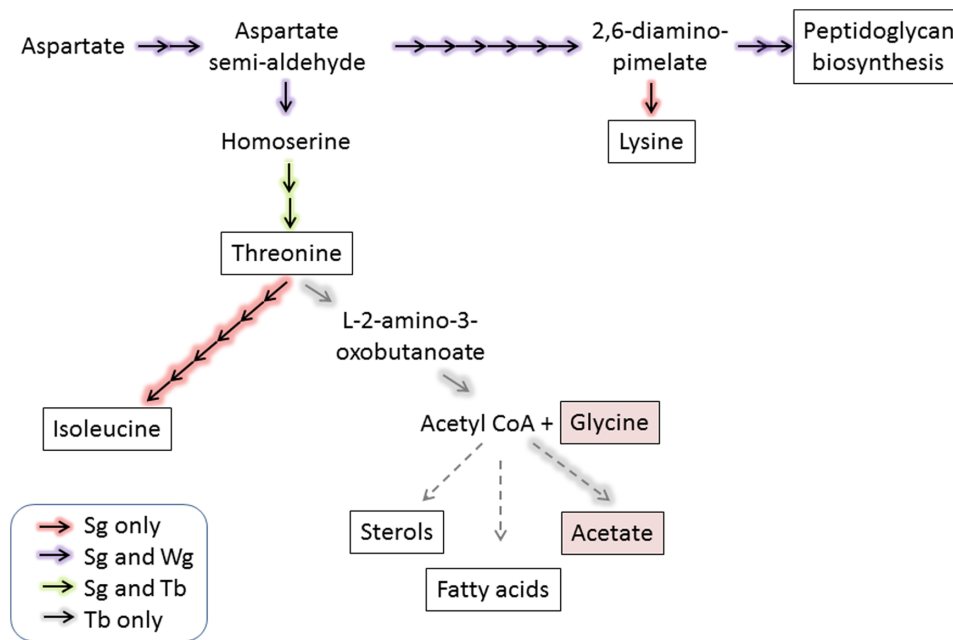 Aspartate
Aspartate
semi-aldehyde
2,6-diamino-
pimelate
Peptidoglycan
biosynthesis
Homoserine
Lysine
Threonine
L-2-amino-3-
oxobutanoate
Isoleucine
Acetyl CoA + Glycine
Sterols
Acetate
Fatty acids
Sg only
Sg and Wg
Sg and Tb
Tb only